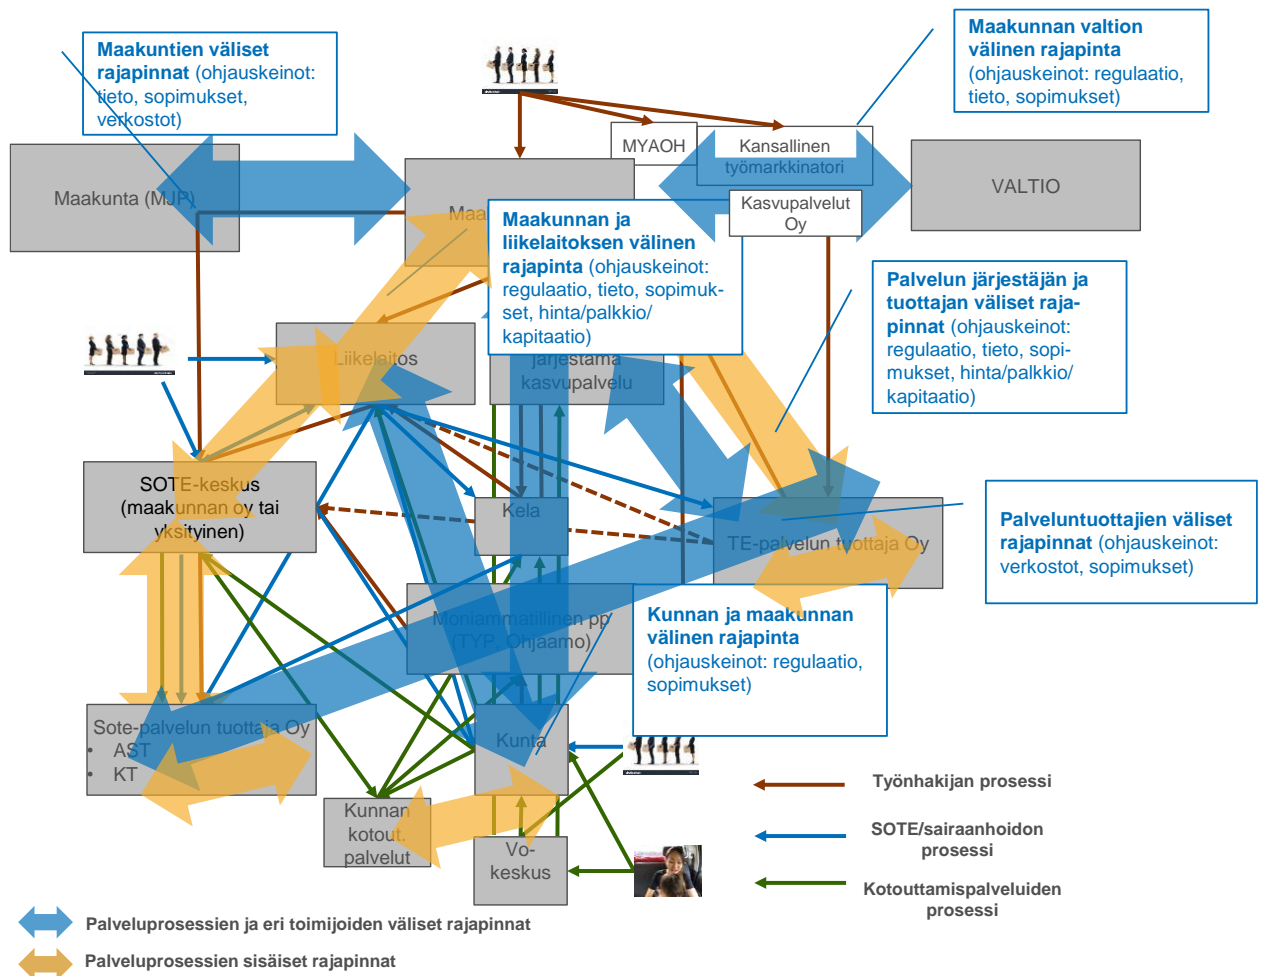 Maakuntien väliset
rajapinnat (ohjauskeinot:
tieto, sopimukset,
verkostot)
Maakunnan valtion
välinen rajapinta
(ohjauskeinot: regulaatio,
tieto, sopimukset)
MYAOH
Kansallinen
työmarkkinatori
Maakunta (MJP)
Maa
VALTIO
Kasvupalvelut
Oy
Maakunnan ja
liikelaitoksen välinen
rajapinta (ohjauskeinot:
regulaatio, tieto, sopimuk-
set, hinta/palkkio/
kapitaatio)
Palvelun järjestäjän ja
tuottajan väliset raja-
pinnat (ohjauskeinot:
regulaatio, tieto, sopi-
mukset, hinta/palkkio/
kapitaatio)
Liikelaitos
järjestämä
kasvupalvelu
SOTE-keskus
(maakunnan oy tai
yksityinen)
Kela
TE-palvelun tuottaja Oy
Palveluntuottajien väliset
rajapinnat (ohjauskeinot:
verkostot, sopimukset)
Moniammatillinen pp
(TYP, Ohjaamo)
Kunnan ja maakunnan
välinen rajapinta
(ohjauskeinot: regulaatio,
sopimukset)
Sote-palvelun tuottaja Oy
• AST
• KT
Kunta
Kunnan
kotout.
palvelut
Vo-
keskus
Työnhakijan prosessi
SOTE/sairaanhoidon
prosessi
Kotouttamispalveluiden
prosessi
Palveluprosessien ja eri toimijoiden väliset rajapinnat
Palveluprosessien sisäiset rajapinnat